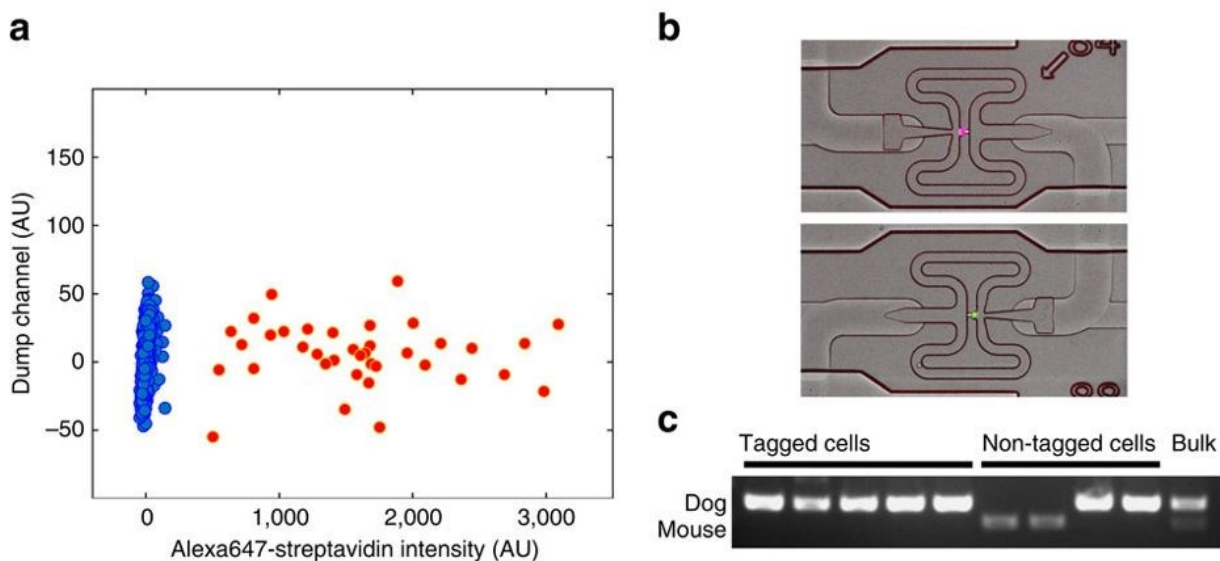 a
150
100
50
0
–50
Dump channel (AU)
0 1,000 2,000 3,000
Alexa647-streptavidin intensity (AU)
b
04
c
Tagged cells Non-tagged cells Bulk
Dog
Mouse